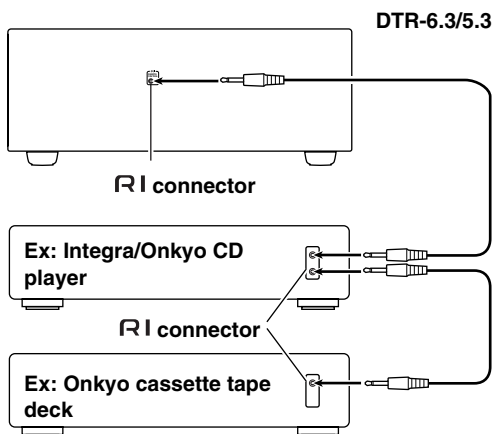 DTR-6.3/5.3
RI connector
Ex: Integra/Onkyo CD
player
RI connector
Ex: Onkyo cassette tape
deck